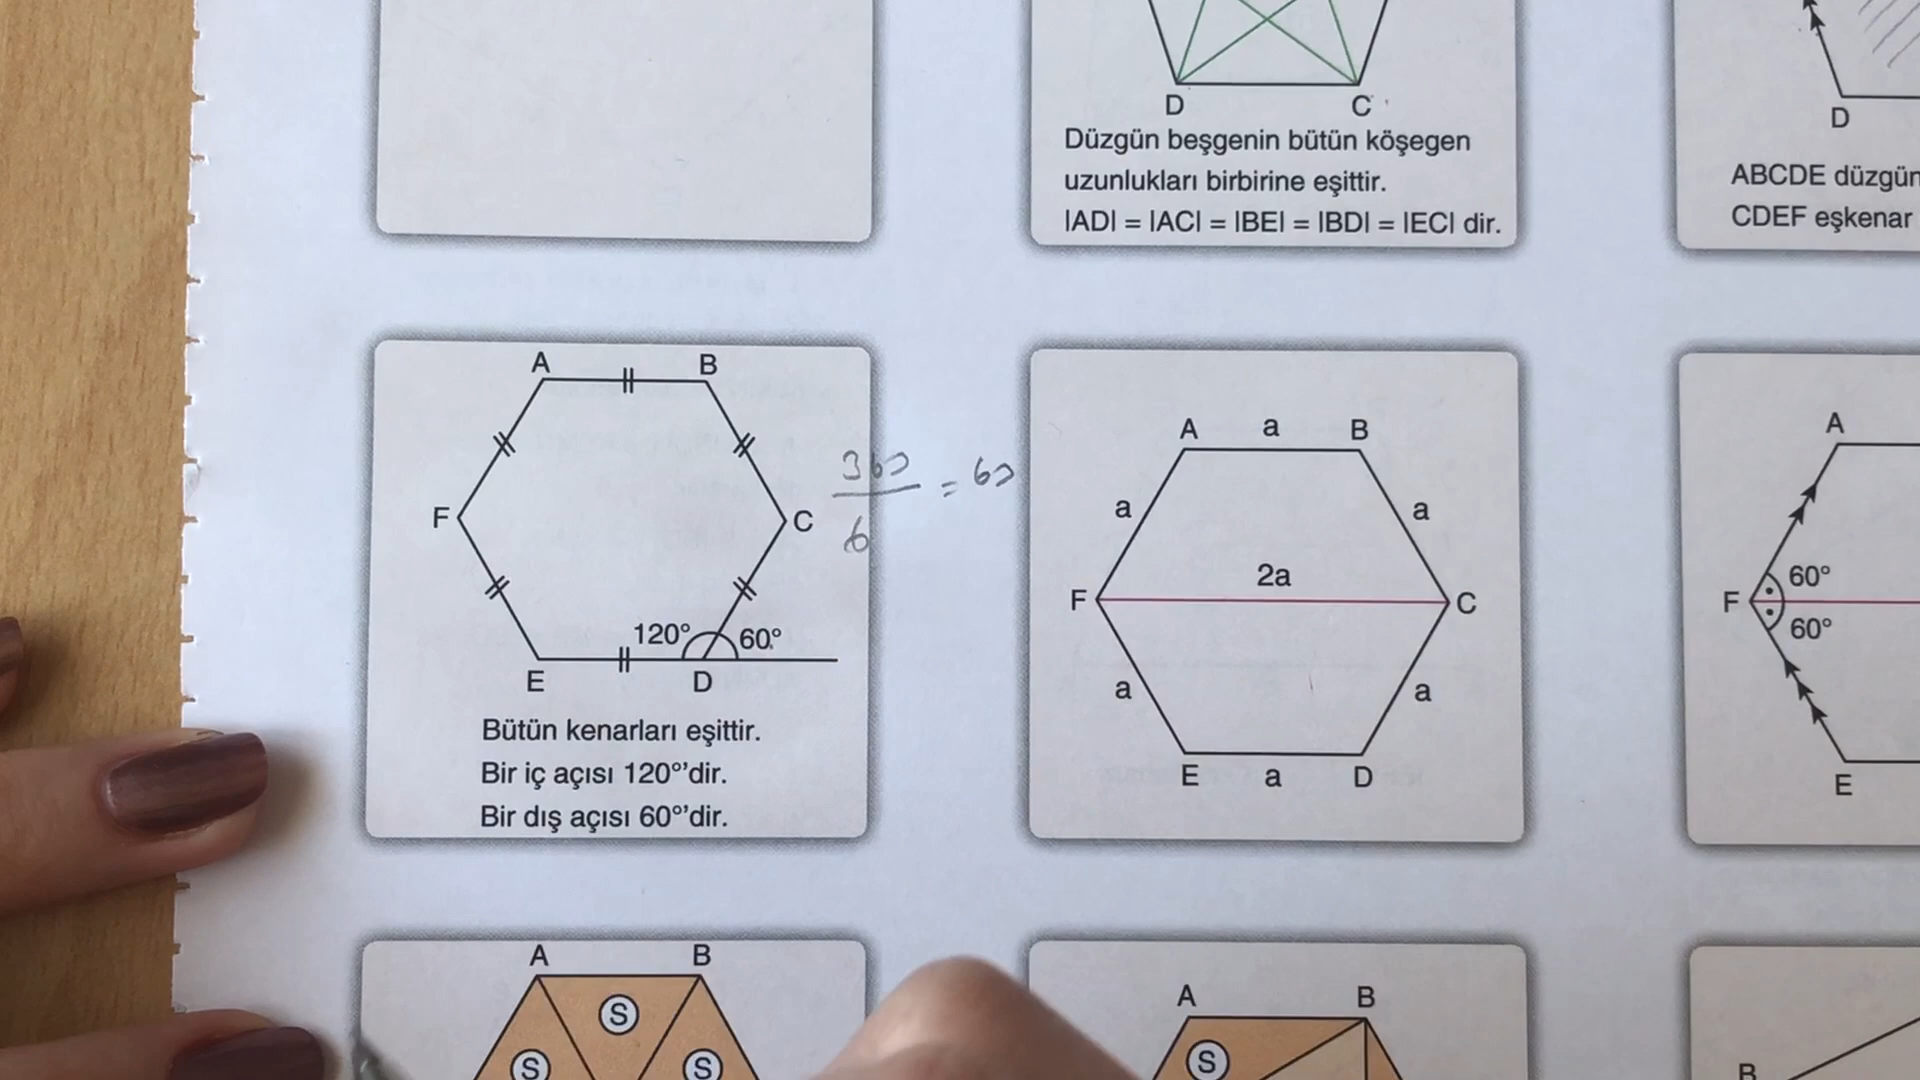 D C
Düzgün beşgenin bütün köşegen
uzunlukları birbirine eşittir.
|AD| = |AC| = |BE| = |BD| = |EC| dir.
D
ABCDE düzgün
CDEF eşkenar
A B
F C
120° 60°
E D
Bütün kenarları eşittir.
Bir iç açısı 120°'dir.
Bir dış açısı 60°'dir.
360
6
= 60
A a B
a a
2a
F C
a a
E a D
A
60°
F
60°
E
A B
S
S S
A B
S
B